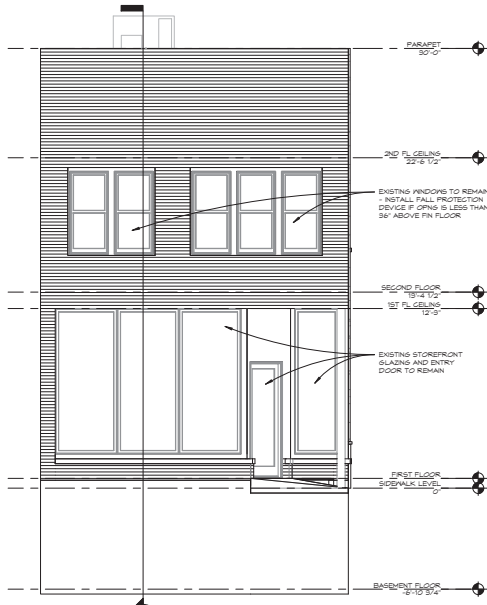 PARAPET
30'-0"
2ND FL CEILING
22'-6 1/2"
EXISTING WINDOWS TO REMAIN
- INSTALL FALL PROTECTION
DEVICE IF OPNG IS LESS THAN
36" ABOVE FIN FLOOR
SECOND FLOOR
13'-4 1/2"
1ST FL CEILING
12'-3"
EXISTING STOREFRONT
GLAZING AND ENTRY
DOOR TO REMAIN
FIRST FLOOR
SIDEWALK LEVEL
0"
BASEMENT FLOOR
-6'-10 3/4"